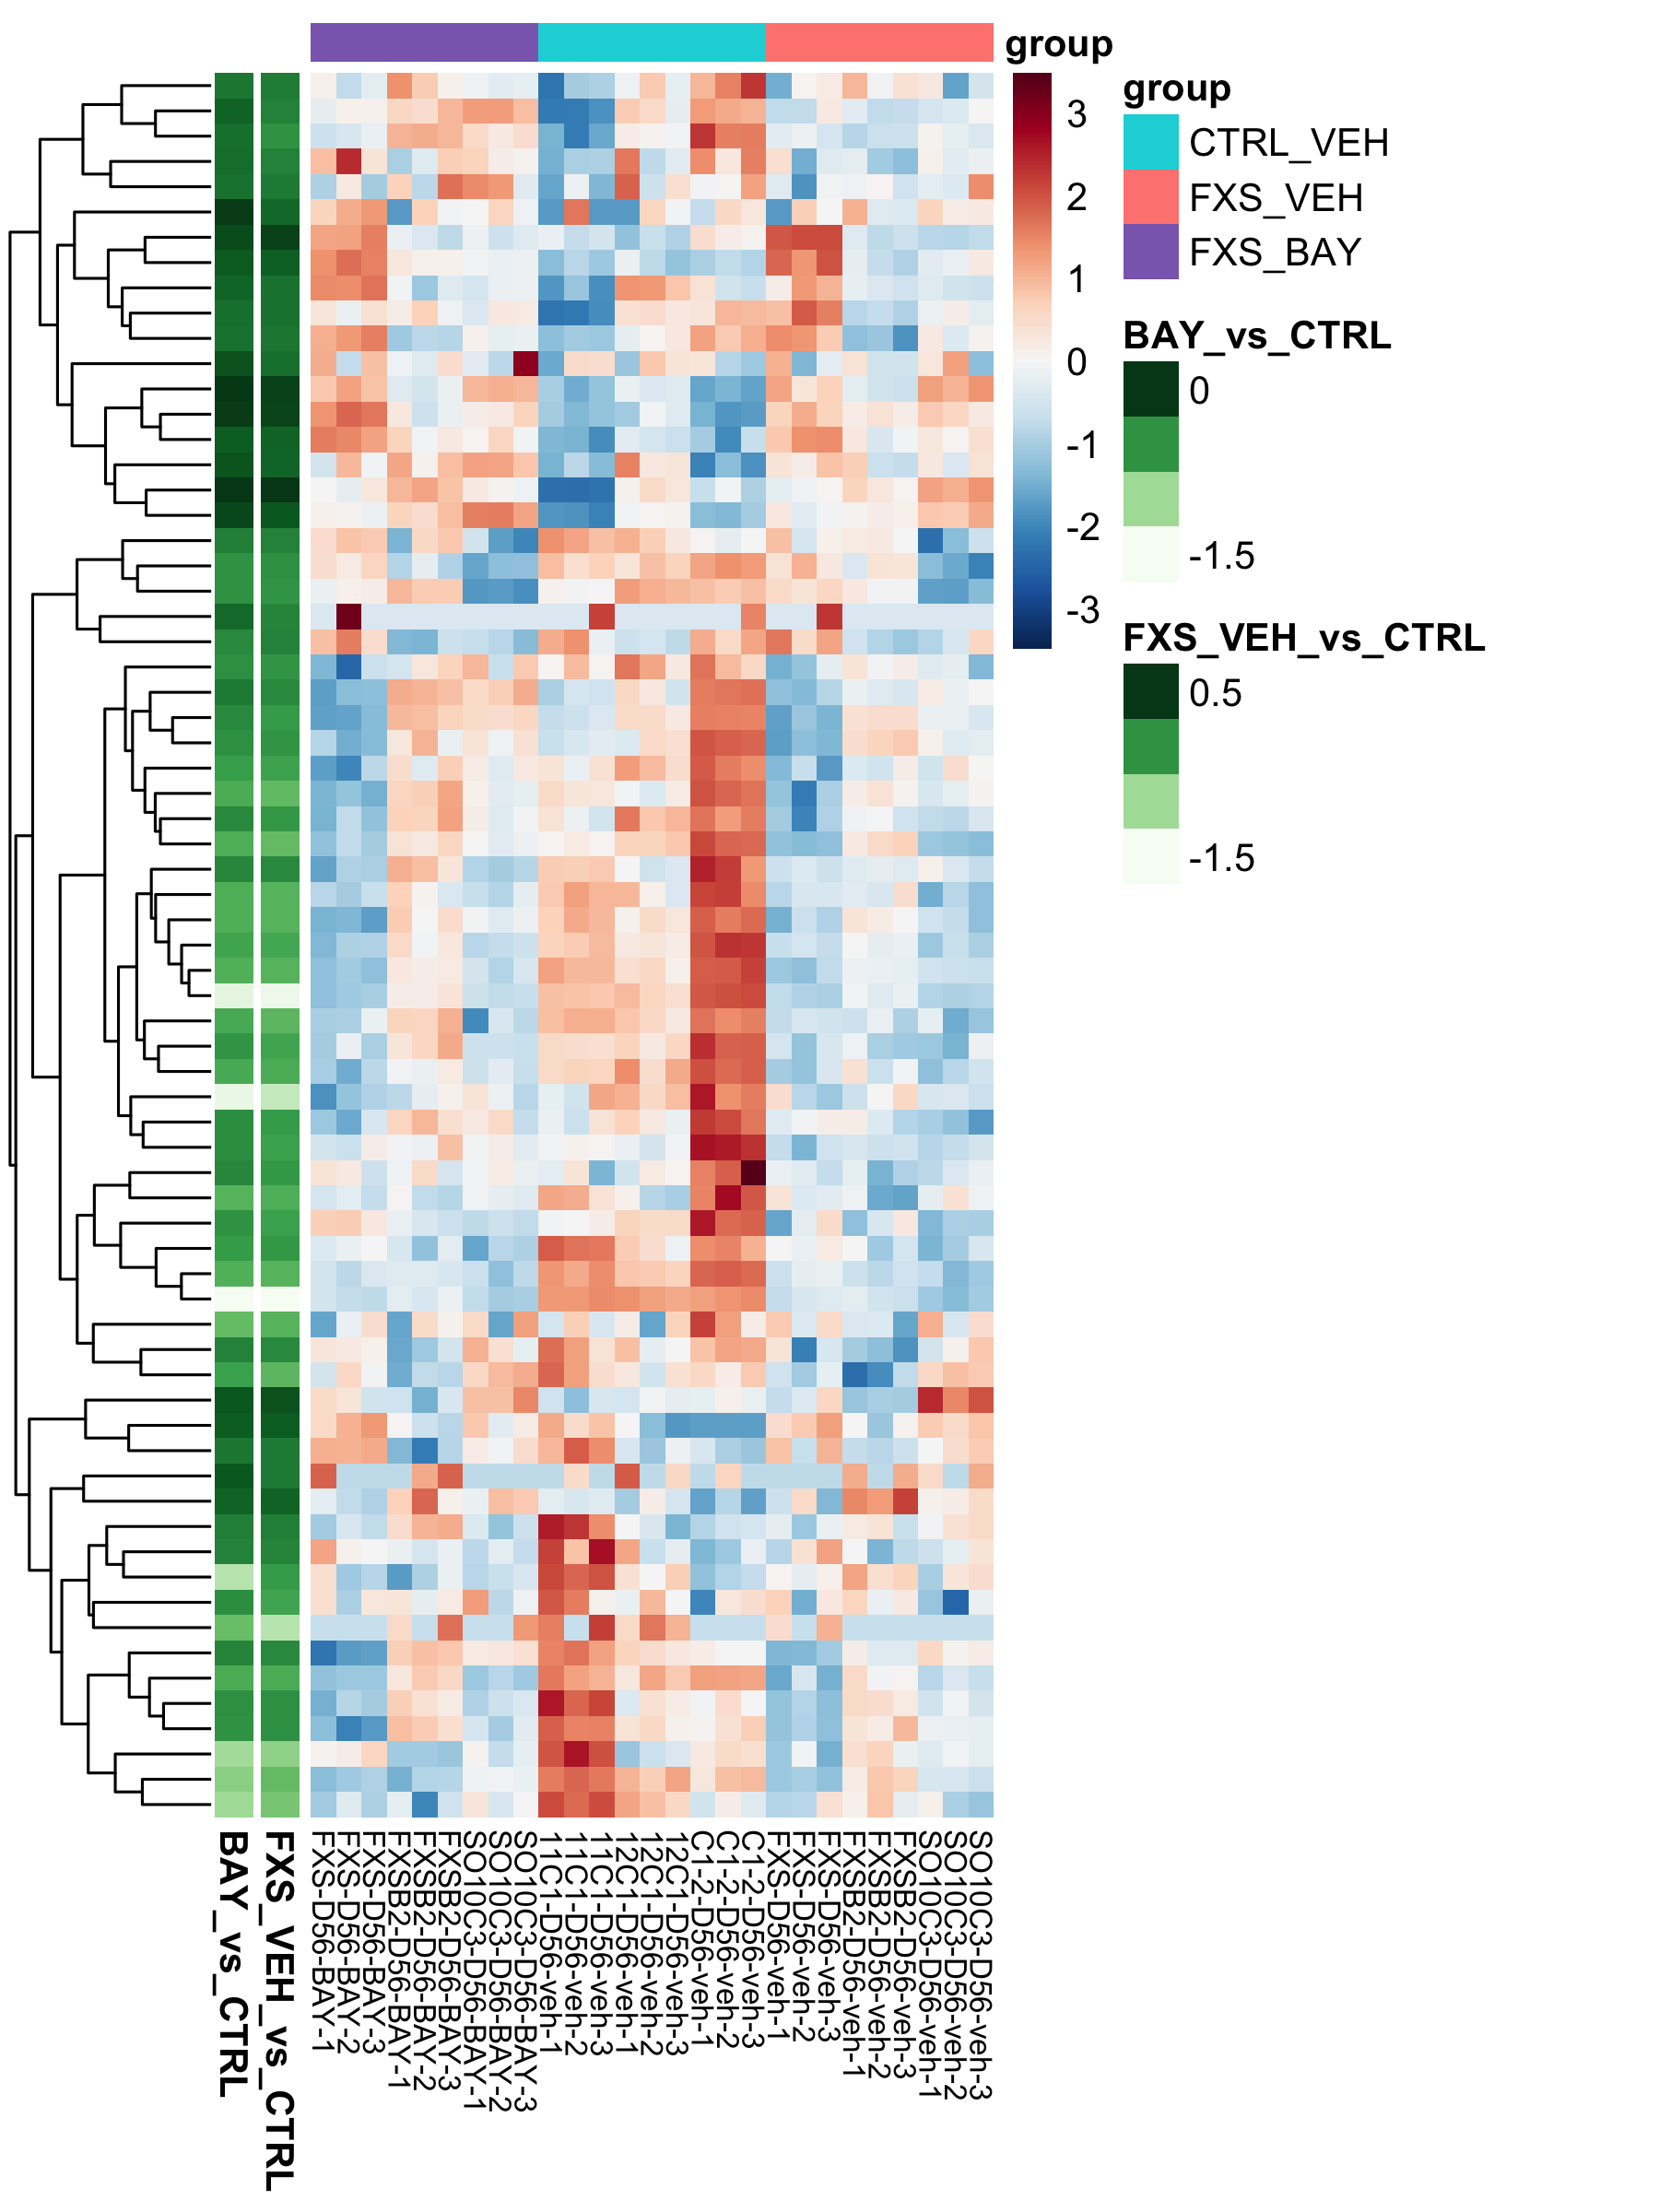 group
3
2
1
0
-1
-2
-3
group
CTRL_VEH
FXS_VEH
FXS_BAY
BAY_vs_CTRL
0
-1.5
FXS_VEH_vs_CTRL
0.5
-1.5
BAY_vs_CTRL
FXS_VEH_vs_CTRL
FXS-D56-BAY-1
FXS-D56-BAY-2
FXS-D56-BAY-3
FXSB2-D56-BAY-1
FXSB2-D56-BAY-2
FXSB2-D56-BAY-3
SO10C3-D56-BAY-1
SO10C3-D56-BAY-2
SO10C3-D56-BAY-3
11C1-D56-veh-1
11C1-D56-veh-2
11C1-D56-veh-3
12C1-D56-veh-1
12C1-D56-veh-2
12C1-D56-veh-3
C1-2-D56-veh-1
C1-2-D56-veh-2
C1-2-D56-veh-3
FXS-D56-veh-1
FXS-D56-veh-2
FXS-D56-veh-3
FXSB2-D56-veh-1
FXSB2-D56-veh-2
FXSB2-D56-veh-3
SO10C3-D56-veh-1
SO10C3-D56-veh-2
SO10C3-D56-veh-3